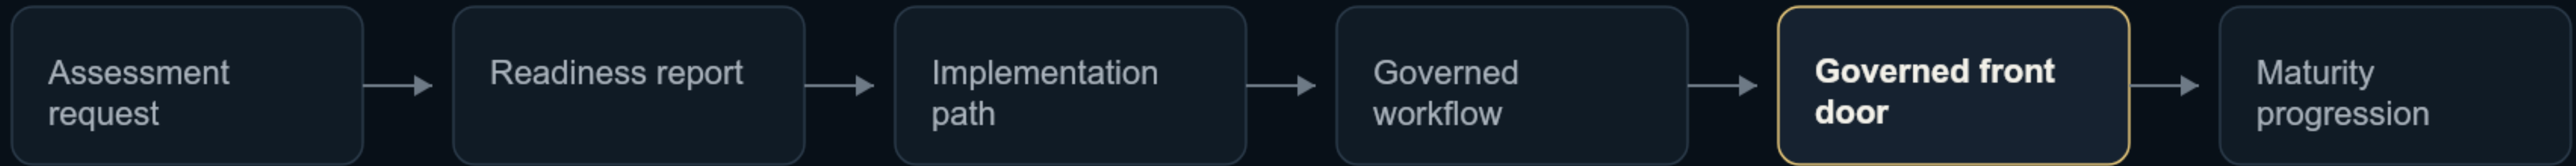 Assessment
request
Readiness report
Implementation
path
Governed
workflow
Governed front
door
Maturity
progression